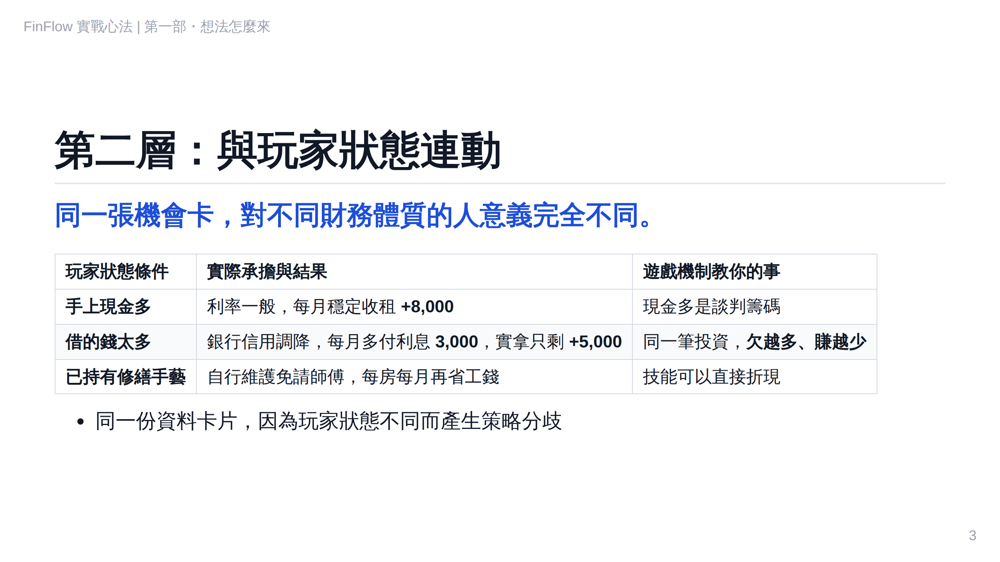 FinFlow 實戰心法 | 第一部・想法怎麼來
第二層：與玩家狀態連動
同一張機會卡，對不同財務體質的人意義完全不同。
玩家狀態條件 實際承擔與結果 遊戲機制教你的事
手上現金多 利率一般，每月穩定收租 +8,000 現金多是談判籌碼
借的錢太多 銀行信用調降，每月多付利息 3,000，實拿只剩 +5,000 同一筆投資，欠越多、賺越少
已持有修繕手藝 自行維護免請師傅，每房每月再省工錢 技能可以直接折現
• 同一份資料卡片，因為玩家狀態不同而產生策略分歧
3